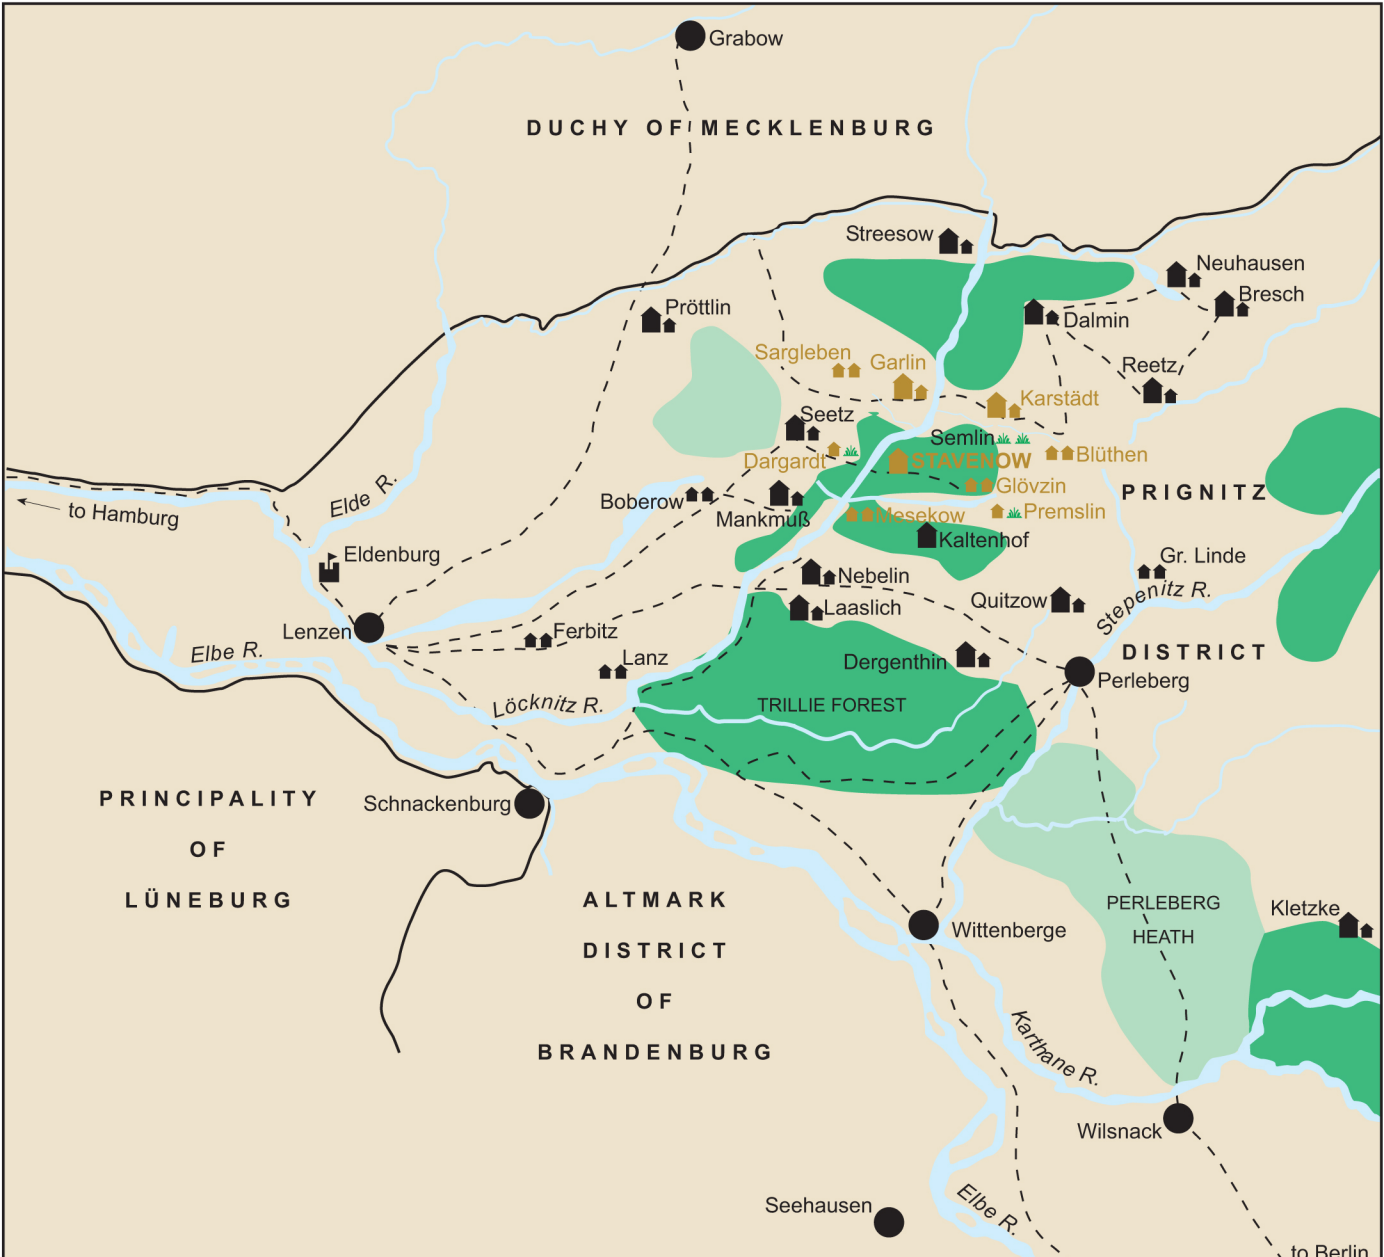 Grabow
DUCHY OF MECKLENBURG
Streesow
Neuhausen
Bresch
Pröttlin
Dalmin
Sargleben
Garlin
Reetz
Karstädt
Seetz
Semlin
Dargardt
STAVENOW
Blüthen
Glövzin
Elde R.
Boberow
PRIGNITZ
to Hamburg
Mankmuß
Mesekow
Premslin
Kaltenhof
Eldenburg
Gr. Linde
Nebelin
Stepenitz R.
Quitzow
Laaslich
Lenzen
Ferbitz
Elbe R.
DISTRICT
Lanz
Dergenthin
Perleberg
Löcknitz R.
TRILLIE FOREST
PRINCIPALITY
OF
LÜNEBURG
Schnackenburg
ALTMARK
DISTRICT
OF
BRANDENBURG
PERLEBERG
HEATH
Kletzke
Wittenberge
Karthane R.
Wilsnack
Seehausen
Elbe R.
to Berlin